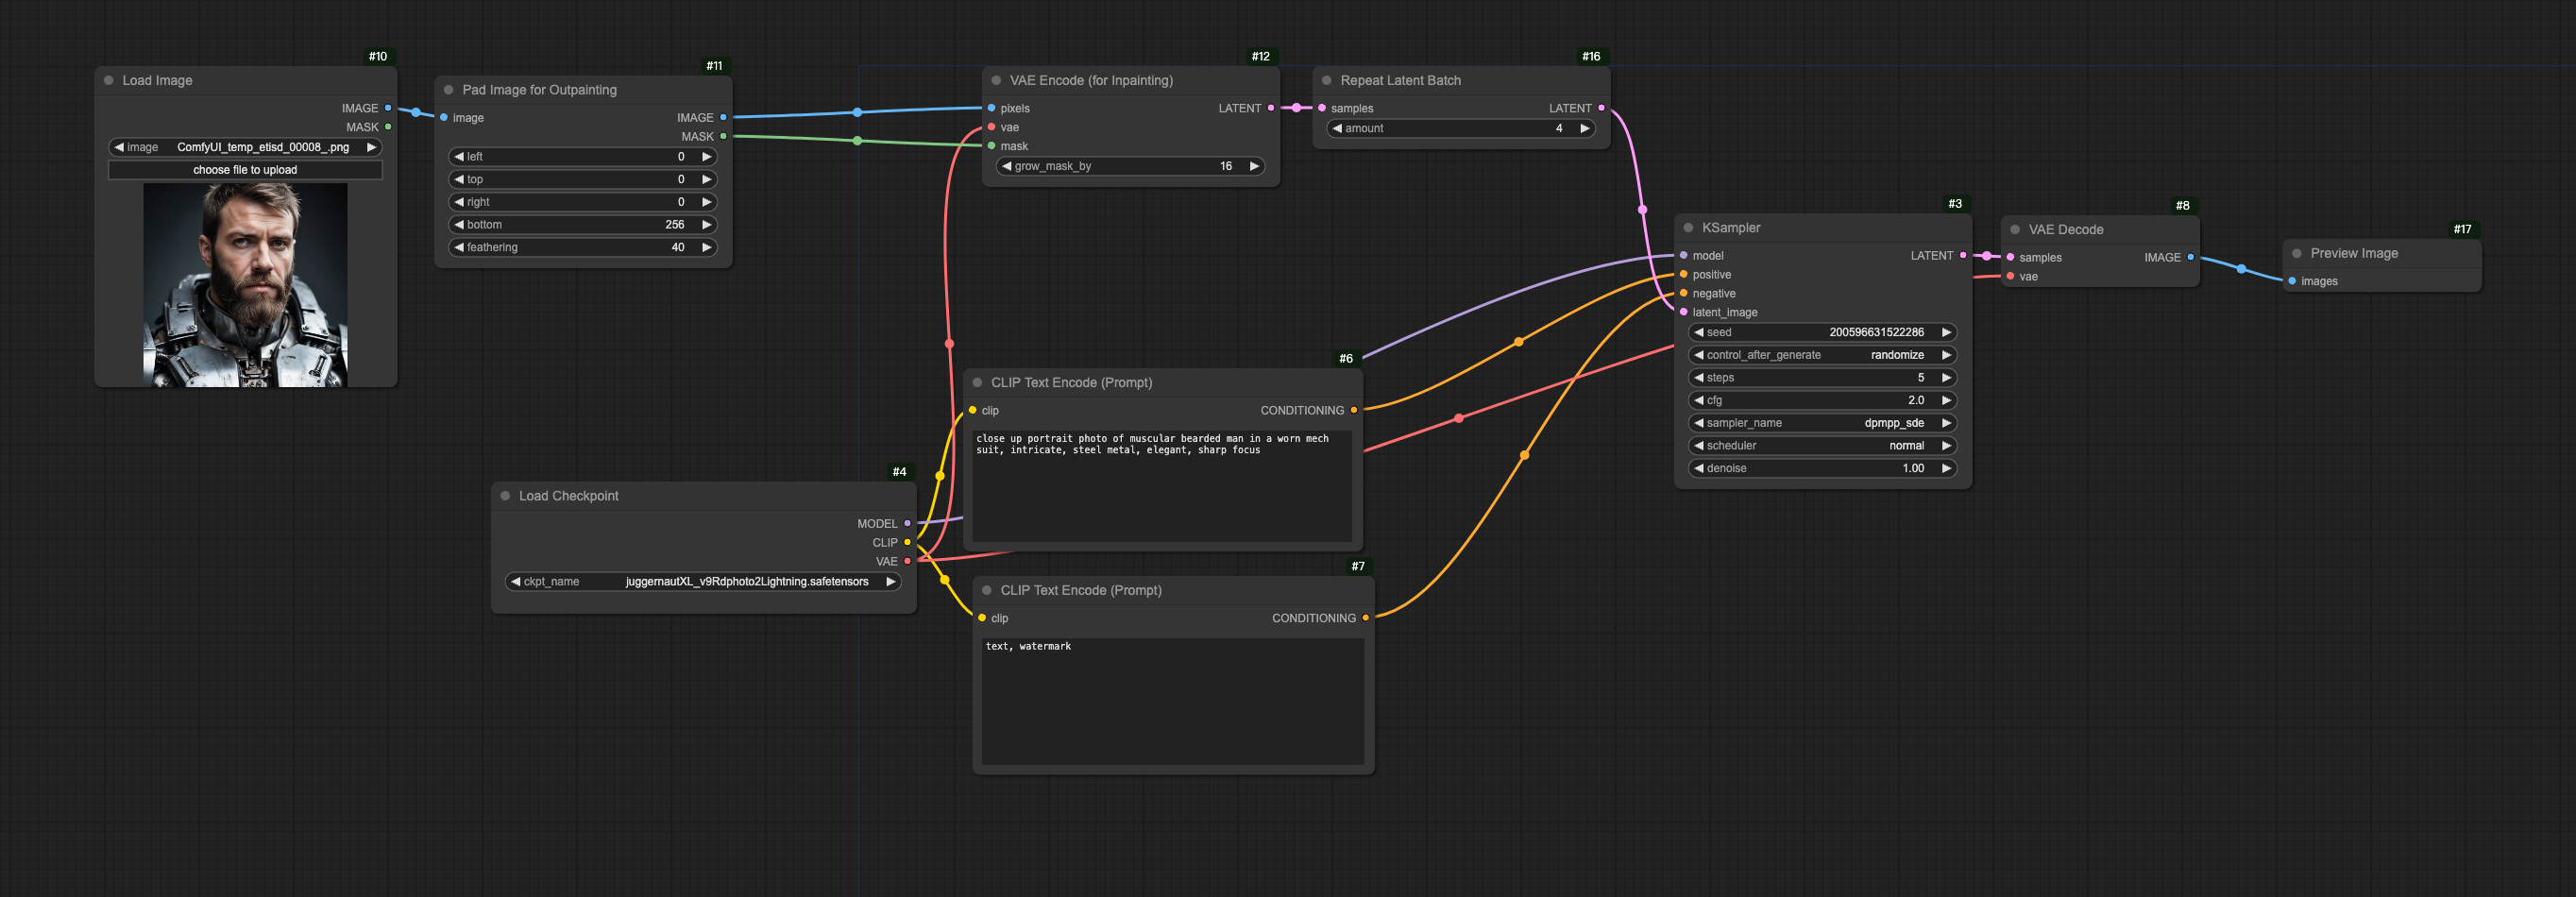 #10
Load Image
IMAGE
MASK
image ComfyUI_temp_etisd_00008_.png
choose file to upload
#11
Pad Image for Outpainting
image IMAGE
MASK
left 0
top 0
right 0
bottom 256
feathering 40
#12
VAE Encode (for Inpainting)
pixels LATENT
vae
mask
grow_mask_by 16
#16
Repeat Latent Batch
samples LATENT
amount 4
#4
Load Checkpoint
MODEL
CLIP
VAE
ckpt_name juggernautXL_v9Rdphoto2Lightning.safetensors
#6
CLIP Text Encode (Prompt)
clip CONDITIONING
close up portrait photo of muscular bearded man in a worn mech
suit, intricate, steel metal, elegant, sharp focus
#7
CLIP Text Encode (Prompt)
clip CONDITIONING
text, watermark
#3
KSampler
model LATENT
positive
negative
latent_image
seed 200596631522286
control_after_generate randomize
steps 5
cfg 2.0
sampler_name dpmpp_sde
scheduler normal
denoise 1.00
#8
VAE Decode
samples IMAGE
vae
#17
Preview Image
images